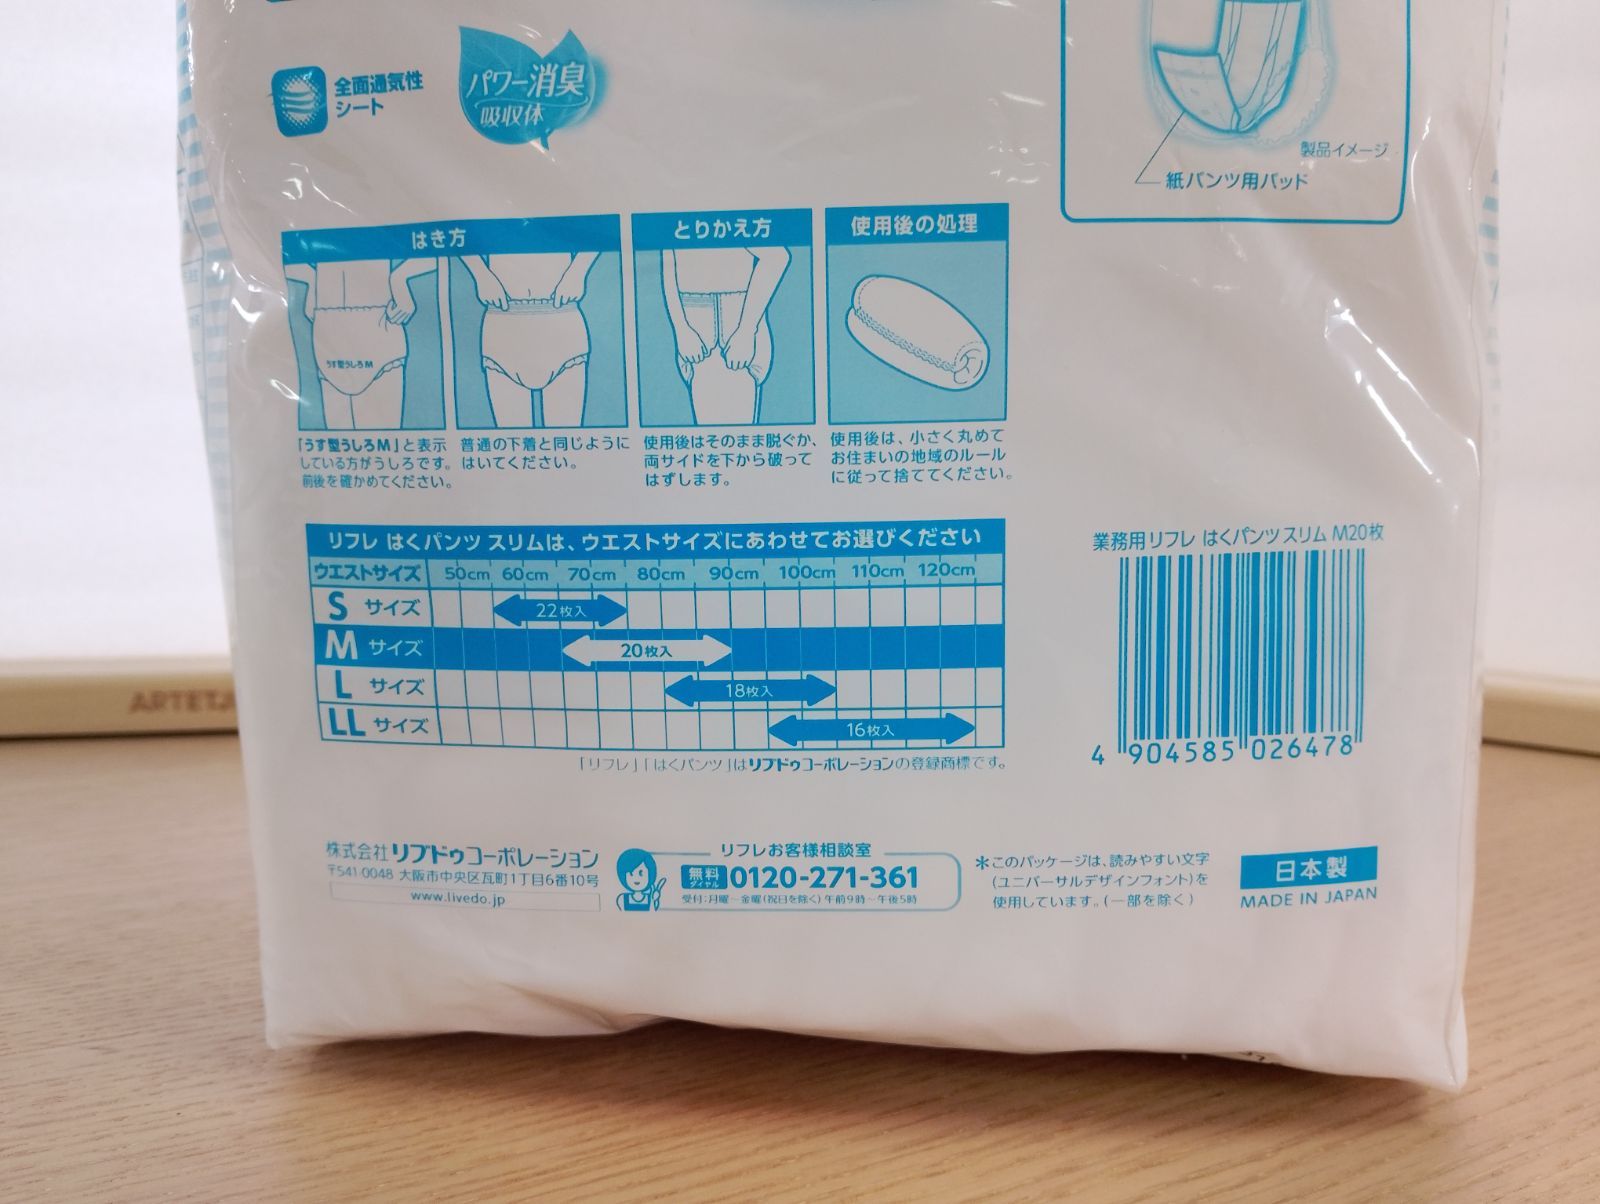 全面通気性
シート
パワー消臭
吸収体
製品イメージ
紙パンツ用パッド
はき方
とりかえ方
使用後の処理
うす型うしろM
「うす型うしろM」と表示
している方がうしろです。
前後を確かめてください。
普通の下着と同じように
はいてください。
使用後はそのまま脱ぐか、
両サイドを下から破って
はずします。
使用後は、小さく丸めて
お住まいの地域のルール
に従って捨ててください。
リフレ はくパンツ スリムは、ウエストサイズにあわせてお選びください
ウエストサイズ 50cm 60cm 70cm 80cm 90cm 100cm 110cm 120cm
S サイズ 22枚入
M サイズ 20枚入
L サイズ 18枚入
LL サイズ 16枚入
「リフレ」「はくパンツ」はリブドゥコーポレーションの登録商標です。
業務用リフレ はくパンツスリム M20枚
4 904585 026478
株式会社リブドゥコーポレーション
〒541-0048 大阪市中央区瓦町1丁目6番10号
www.livedo.jp
リフレお客様相談室
無料ダイヤル 0120-271-361
受付：月曜～金曜（祝日を除く）午前9時～午後5時
＊このパッケージは、読みやすい文字
（ユニバーサルデザインフォント）を
使用しています。（一部を除く）
日本製
MADE IN JAPAN
ARTETA